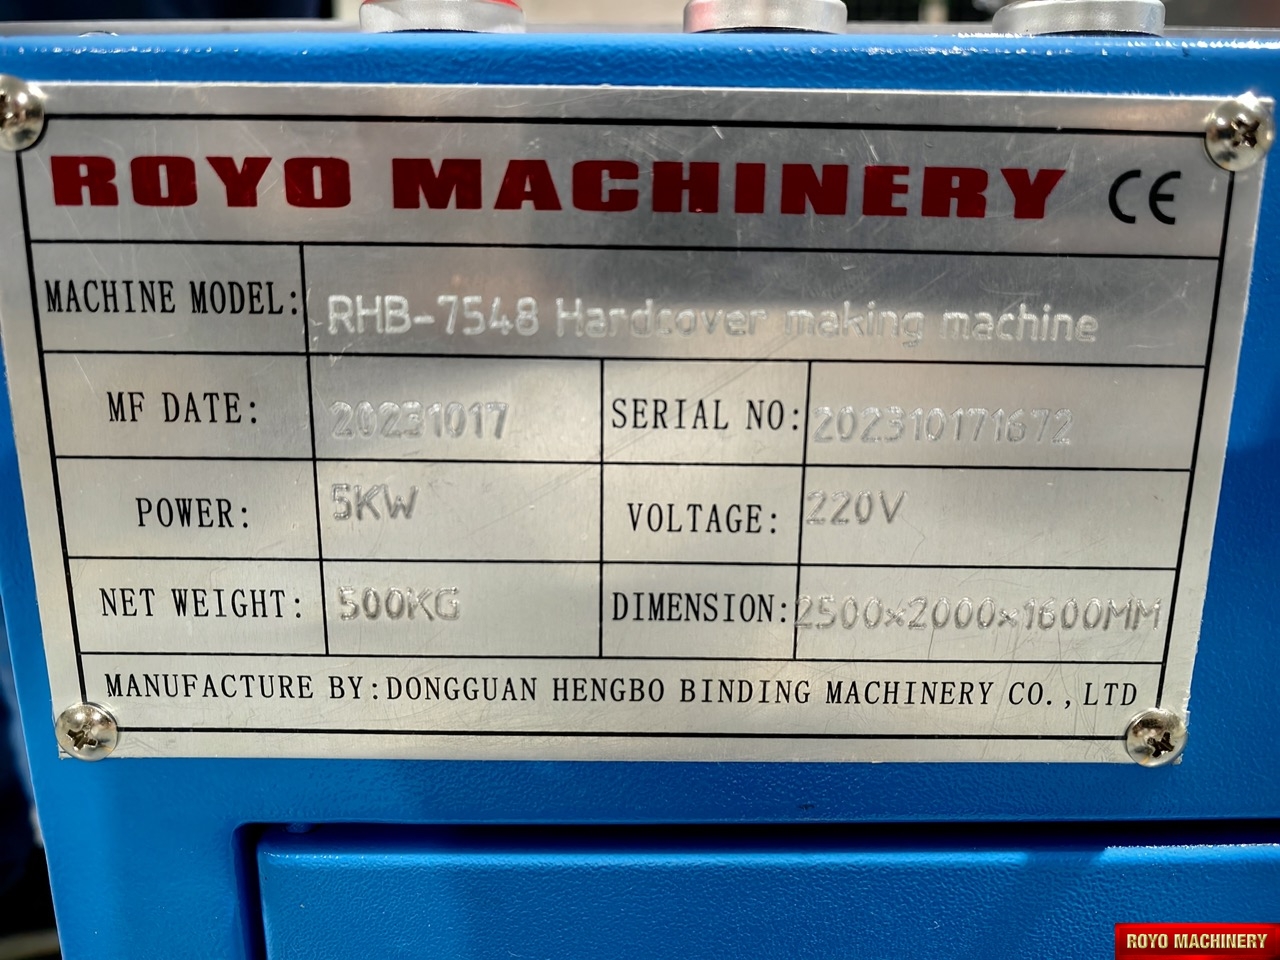 ROYO MACHINERY CE
MACHINE MODEL: RHB-7548 Hardcover making machine
MF DATE: 20231017 SERIAL NO: 202310171672
POWER: 5KW VOLTAGE: 220V
NET WEIGHT: 500KG DIMENSION: 2500×2000×1600MM
MANUFACTURE BY:DONGGUAN HENGBO BINDING MACHINERY CO.,LTD
ROYO MACHINERY